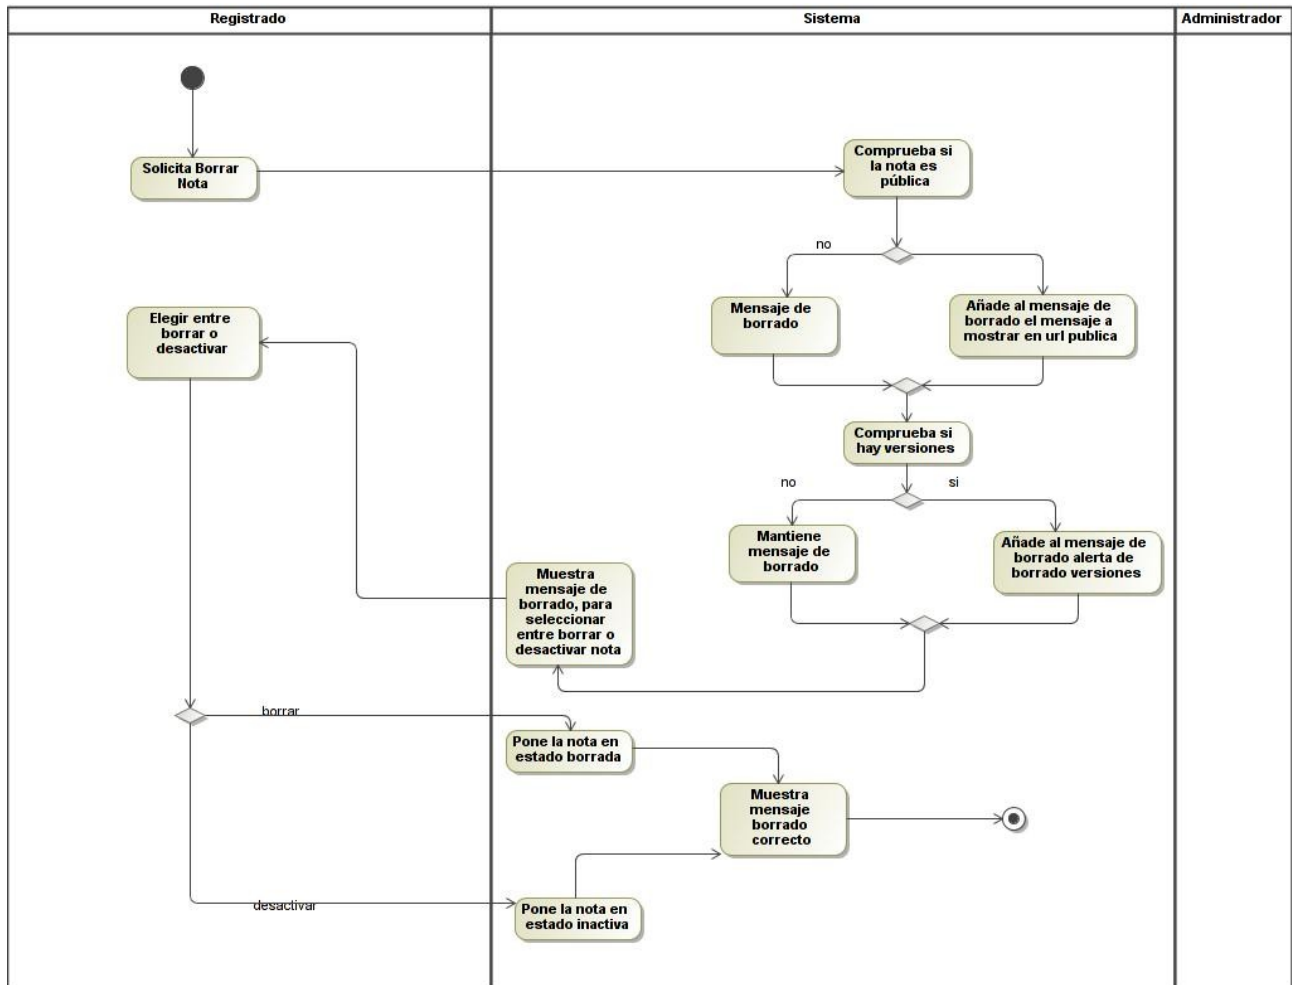 Registrado
Sistema
Administrador
Solicita Borrar
Nota
Comprueba si
la nota es
pública
no
Mensaje de
borrado
Añade al mensaje de
borrado el mensaje a
mostrar en url publica
Elegir entre
borrar o
desactivar
Comprueba si
hay versiones
no
si
Mantiene
mensaje de
borrado
Añade al mensaje de
borrado alerta de
borrado versiones
Muestra
mensaje de
borrado, para
seleccionar
entre borrar o
desactivar nota
borrar
Pone la nota en
estado borrada
Muestra
mensaje
borrado
correcto
desactivar
Pone la nota en
estado inactiva